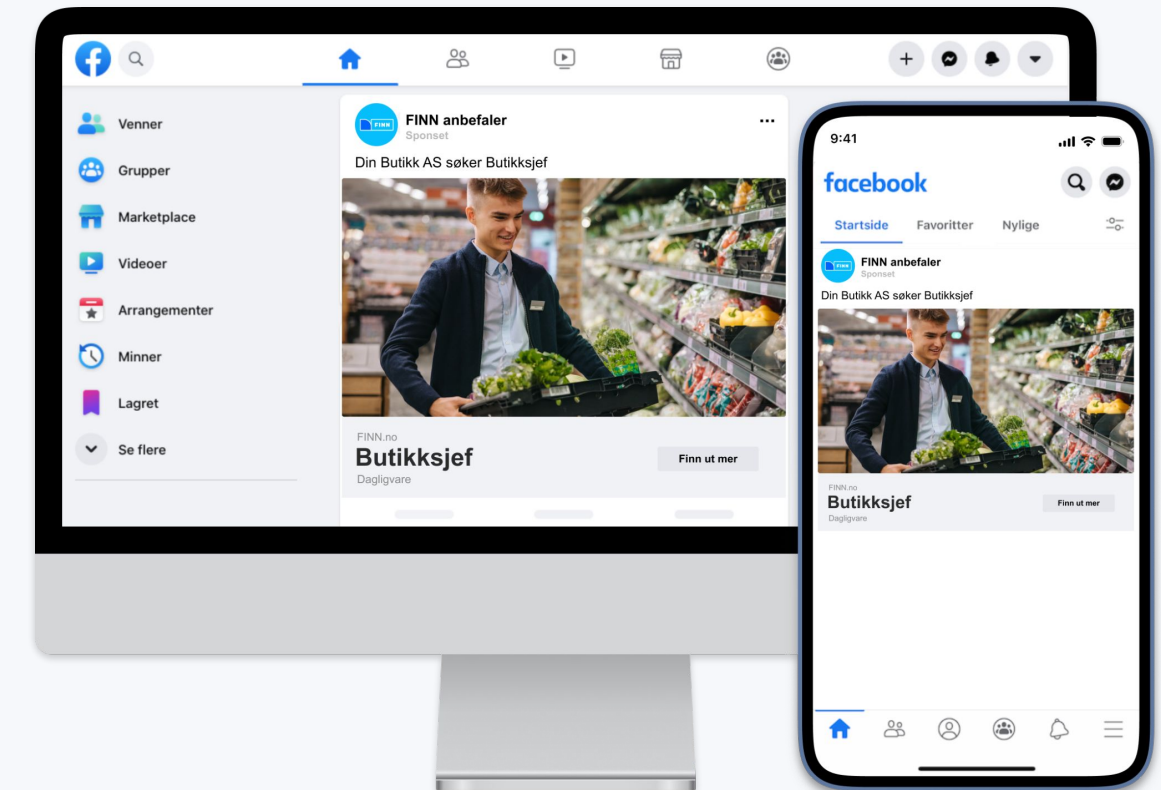 Venner
Grupper
Marketplace
Videoer
Arrangementer
Minner
Lagret
Se flere
FINN
FINN anbefaler
Sponset
Din Butikk AS søker Butikksjef
FINN.no
Butikksjef
Dagligvare
Finn ut mer
9:41
facebook
Startside Favoritter Nylige
FINN
FINN anbefaler
Sponset
Din Butikk AS søker Butikksjef
FINN.no
Butikksjef
Dagligvare
Finn ut mer